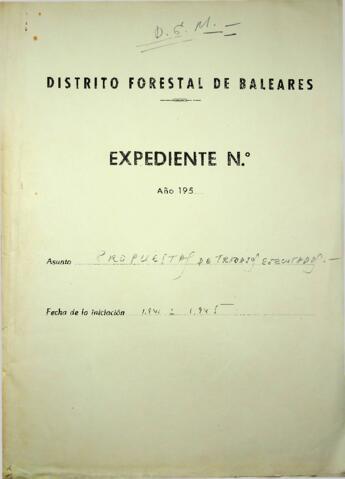 D. G. M. -
DISTRITO FORESTAL DE BALEARES
EXPEDIENTE N.º
Año 195
Asunto PROPUESTAS DE TRABAJOS EJECUTADOS. -
Fecha de la iniciación 1.941 a 1.945